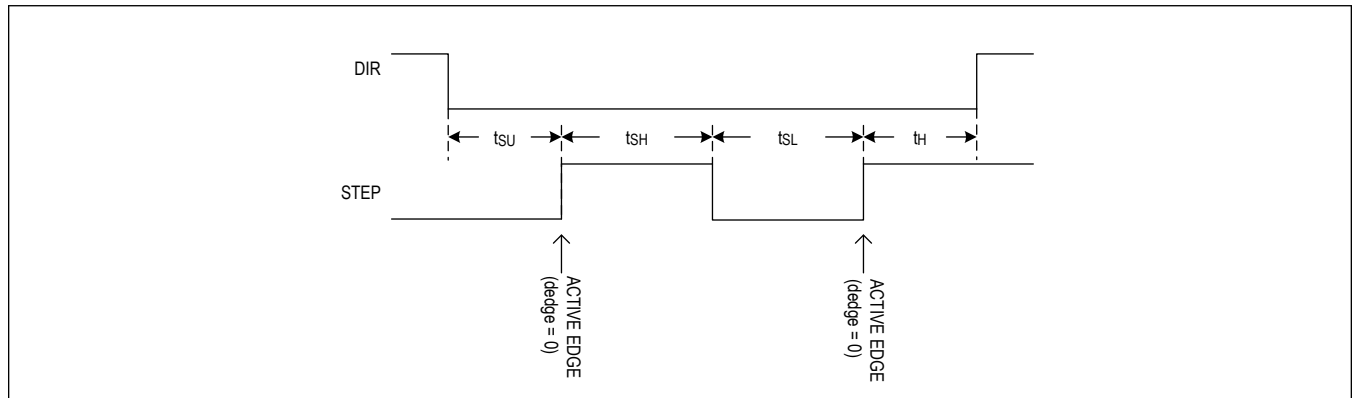 DIR
tSU
tSH
tSL
tH
STEP
ACTIVE EDGE
(dedge = 0)
ACTIVE EDGE
(dedge = 0)